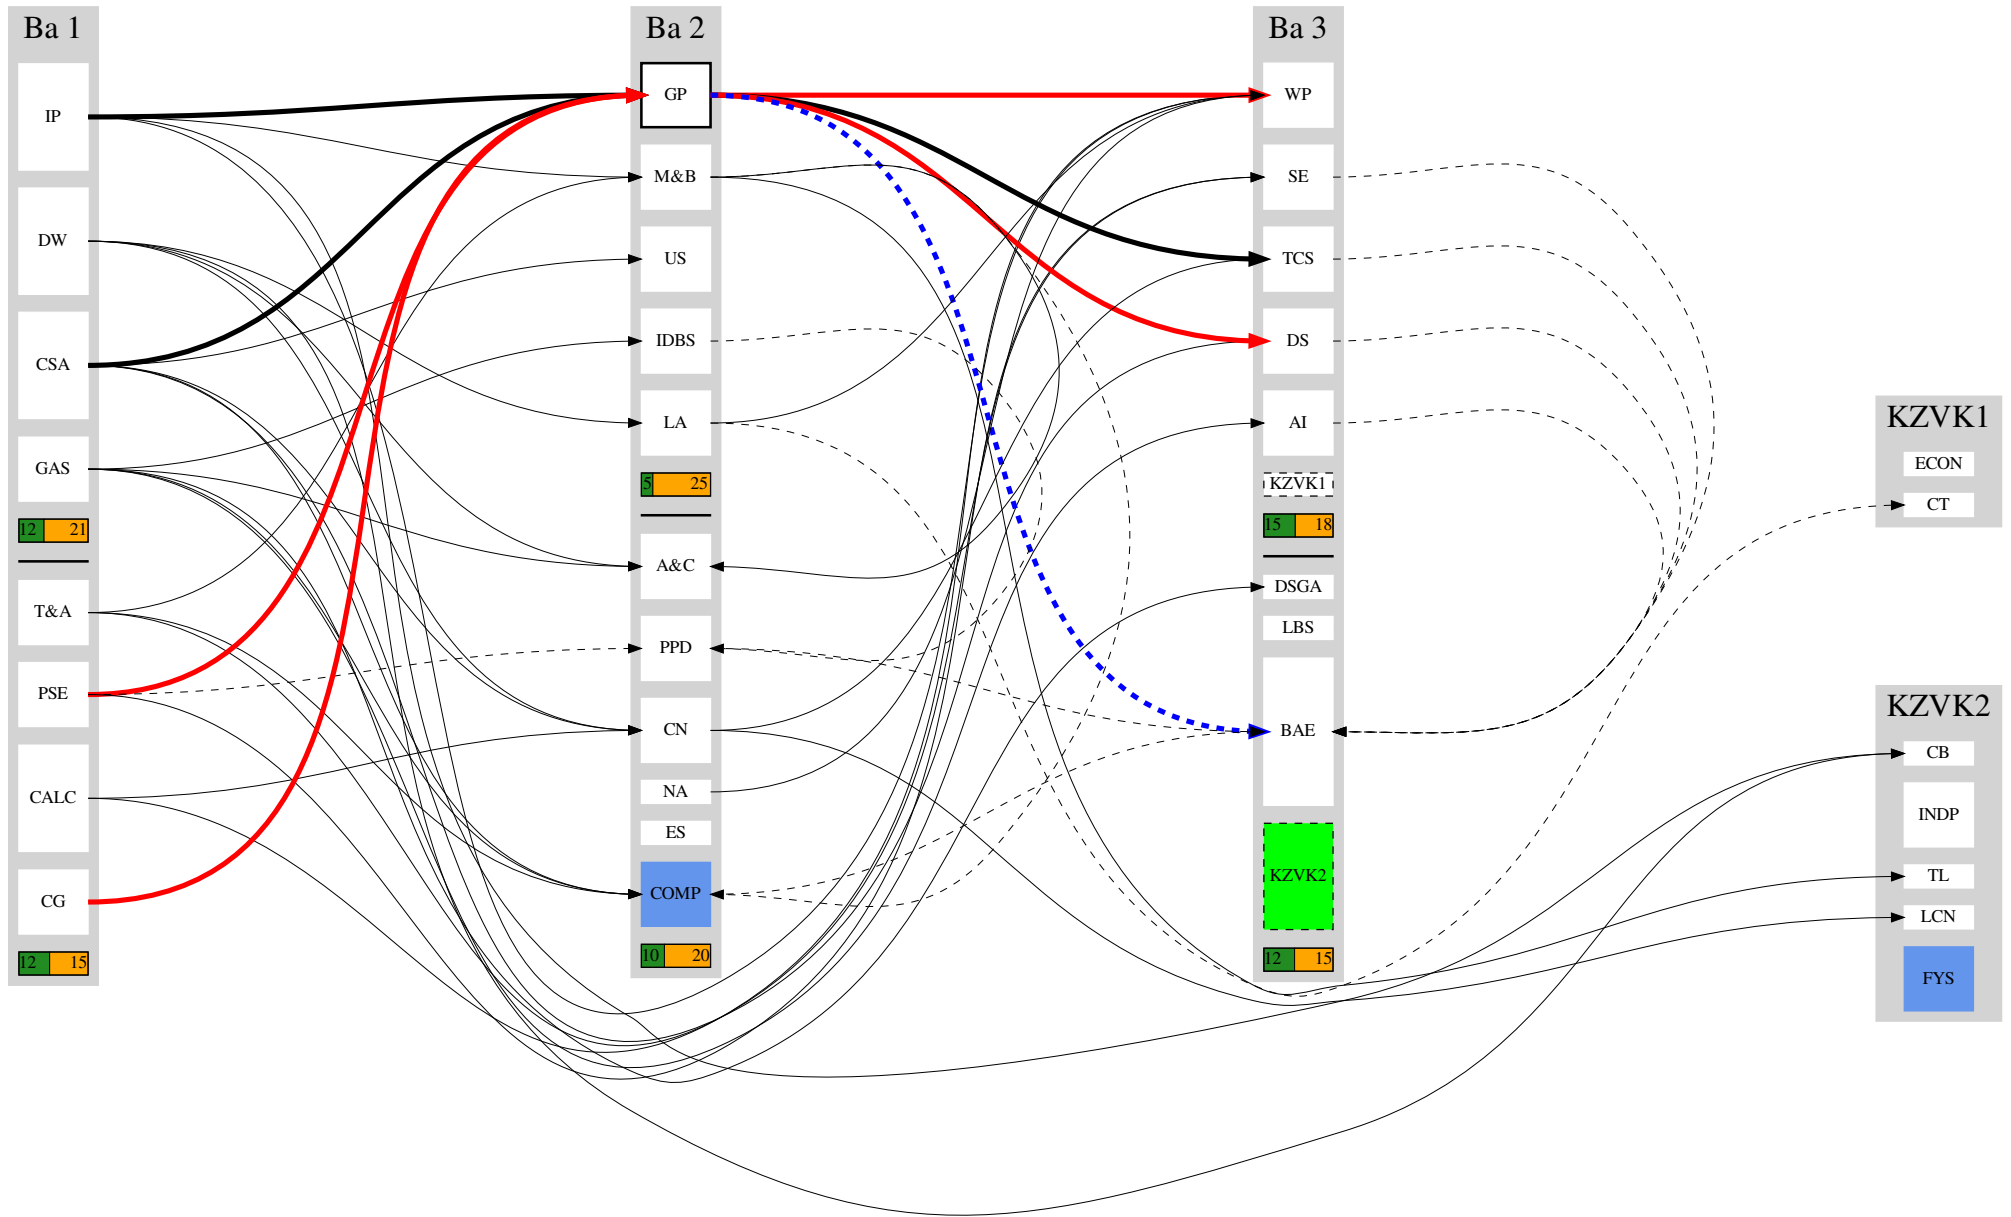 Ba 1
IP
DW
CSA
GAS
12 21
T&A
PSE
CALC
CG
12 15
Ba 2
GP
M&B
US
IDBS
LA
5 25
A&C
PPD
CN
NA
ES
COMP
10 20
Ba 3
WP
SE
TCS
DS
AI
KZVK1
15 18
DSGA
LBS
BAE
KZVK2
12 15
KZVK1
ECON
CT
KZVK2
CB
INDP
TL
LCN
FYS